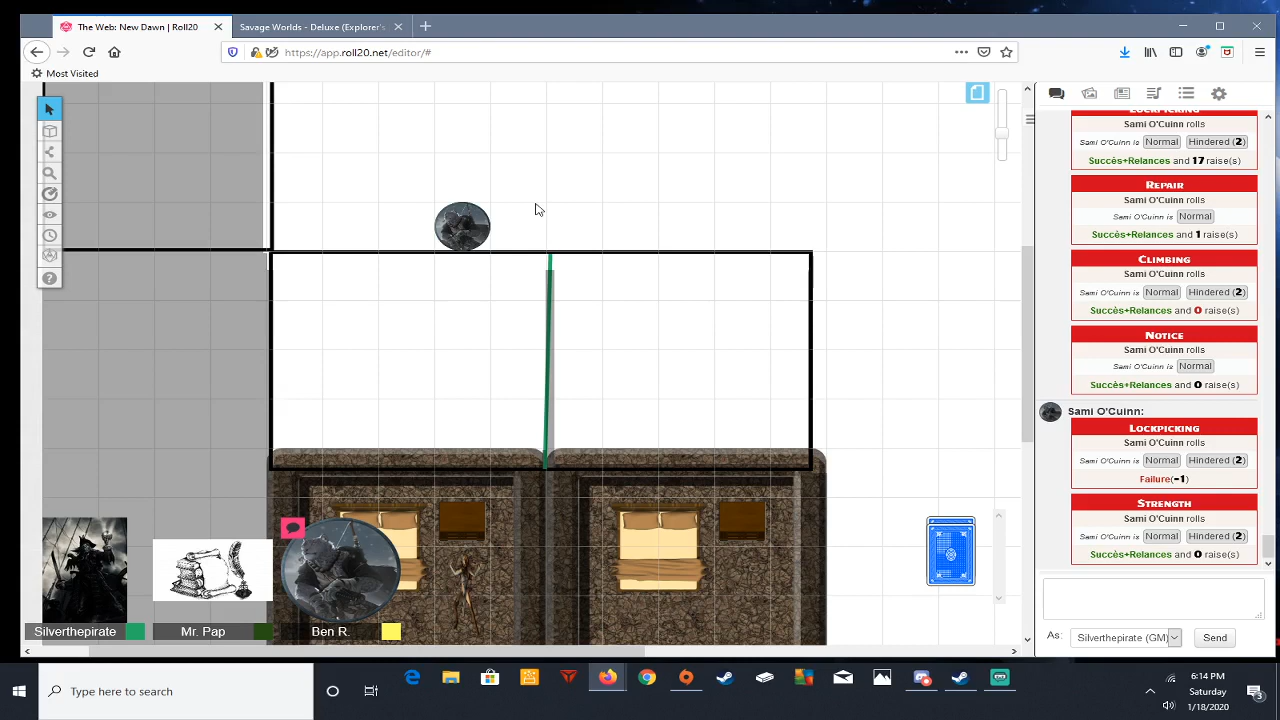 The Web: New Dawn | Roll20
Savage Worlds - Deluxe (Explorer's
https://app.roll20.net/editor/#
Most Visited
Sami O'Cuinn rolls
Sami O'Cuinn is Normal Hindered (2)
Succès+Relances and 17 raise(s)
Repair
Sami O'Cuinn rolls
Sami O'Cuinn is Normal
Succès+Relances and 1 raise(s)
Climbing
Sami O'Cuinn rolls
Sami O'Cuinn is Normal Hindered (2)
Succès+Relances and 0 raise(s)
Notice
Sami O'Cuinn rolls
Sami O'Cuinn is Normal
Succès+Relances and 0 raise(s)
Sami O'Cuinn:
Lockpicking
Sami O'Cuinn rolls
Sami O'Cuinn is Normal Hindered (2)
Failure(-1)
Strength
Sami O'Cuinn rolls
Sami O'Cuinn is Normal Hindered (2)
Succès+Relances and 0 raise(s)
Silverthepirate
Mr. Pap
Ben R.
As: Silverthepirate (GM) Send
Type here to search
6:14 PM
Saturday
1/18/2020
3